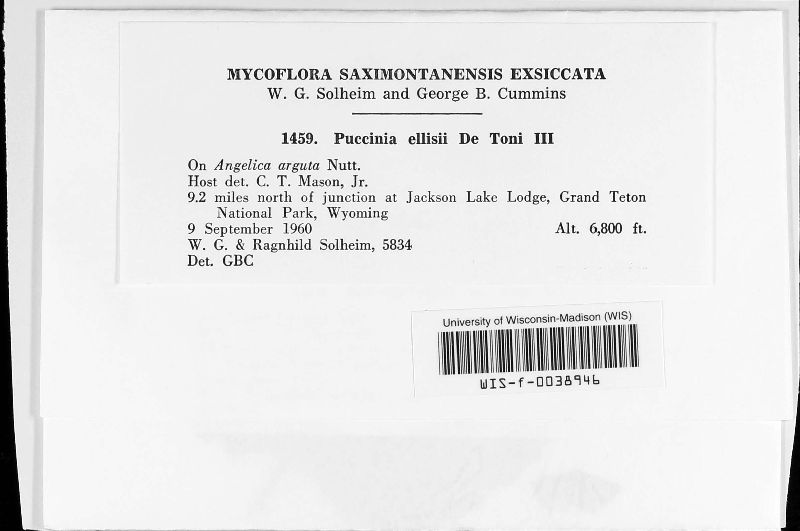 MYCOFLORA SAXIMONTANENSIS EXSICCATA
W. G. Solheim and George B. Cummins
1459. Puccinia ellisii De Toni III
On Angelica arguta Nutt.
Host det. C. T. Mason, Jr.
9.2 miles north of junction at Jackson Lake Lodge, Grand Teton
National Park, Wyoming
9 September 1960 Alt. 6,800 ft.
W. G. & Ragnhild Solheim, 5834
Det. GBC
University of Wisconsin-Madison (WIS)
WIS-f-0038946